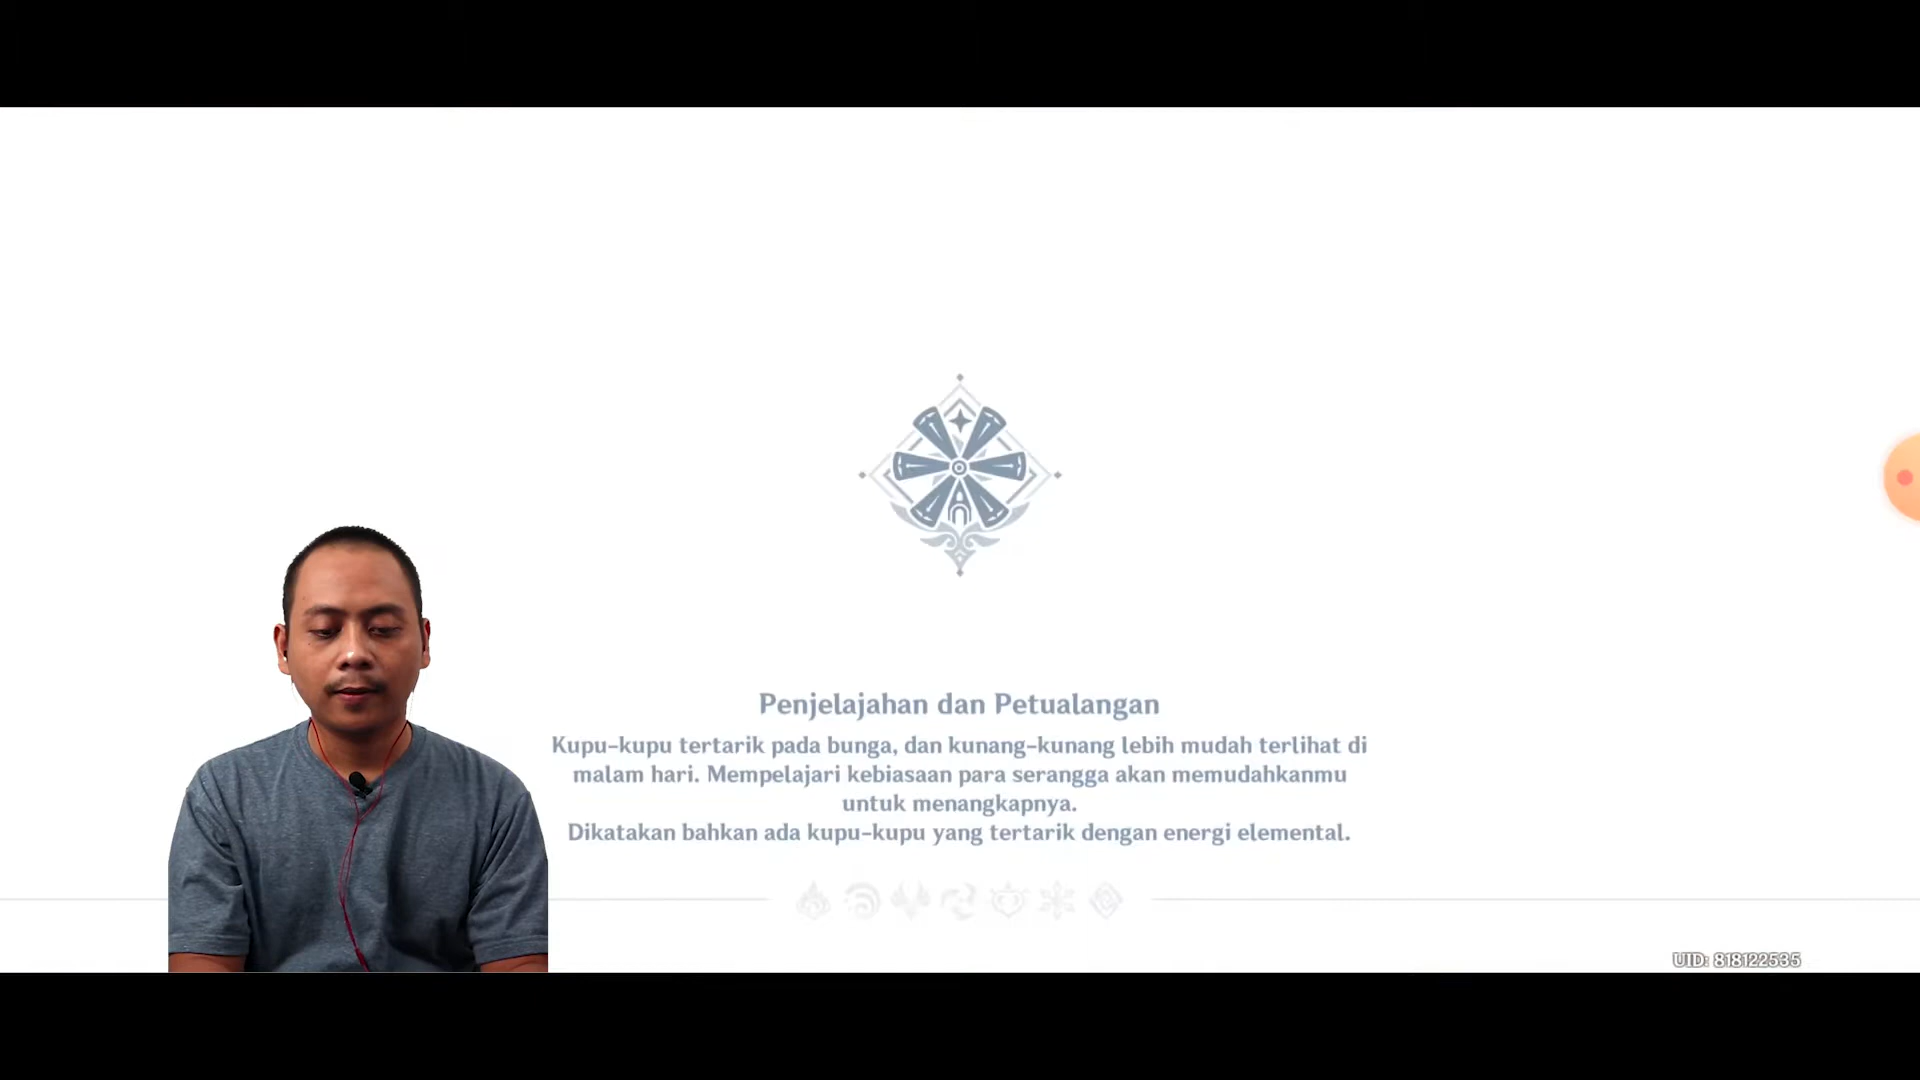 Penjelajahan dan Petualangan
Kupu-kupu tertarik pada bunga, dan kunang-kunang lebih mudah terlihat di
malam hari. Mempelajari kebiasaan para serangga akan memudahkanmu
untuk menangkapnya.
Dikatakan bahkan ada kupu-kupu yang tertarik dengan energi elemental.
UID: 818122535